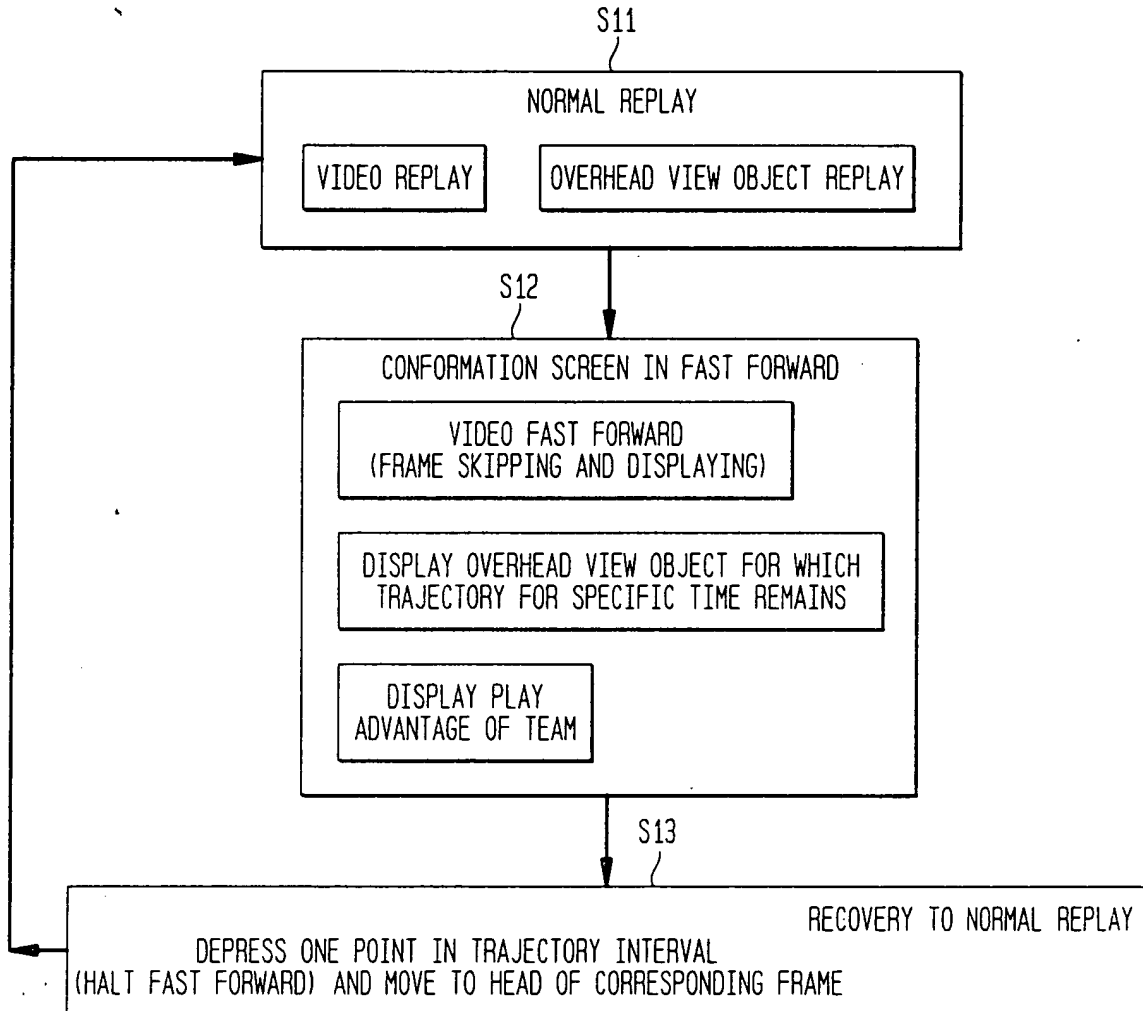 S11
NORMAL REPLAY
VIDEO REPLAY
OVERHEAD VIEW OBJECT REPLAY
S12
CONFORMATION SCREEN IN FAST FORWARD
VIDEO FAST FORWARD
(FRAME SKIPPING AND DISPLAYING)
DISPLAY OVERHEAD VIEW OBJECT FOR WHICH
TRAJECTORY FOR SPECIFIC TIME REMAINS
DISPLAY PLAY
ADVANTAGE OF TEAM
S13
RECOVERY TO NORMAL REPLAY
DEPRESS ONE POINT IN TRAJECTORY INTERVAL
(HALT FAST FORWARD) AND MOVE TO HEAD OF CORRESPONDING FRAME